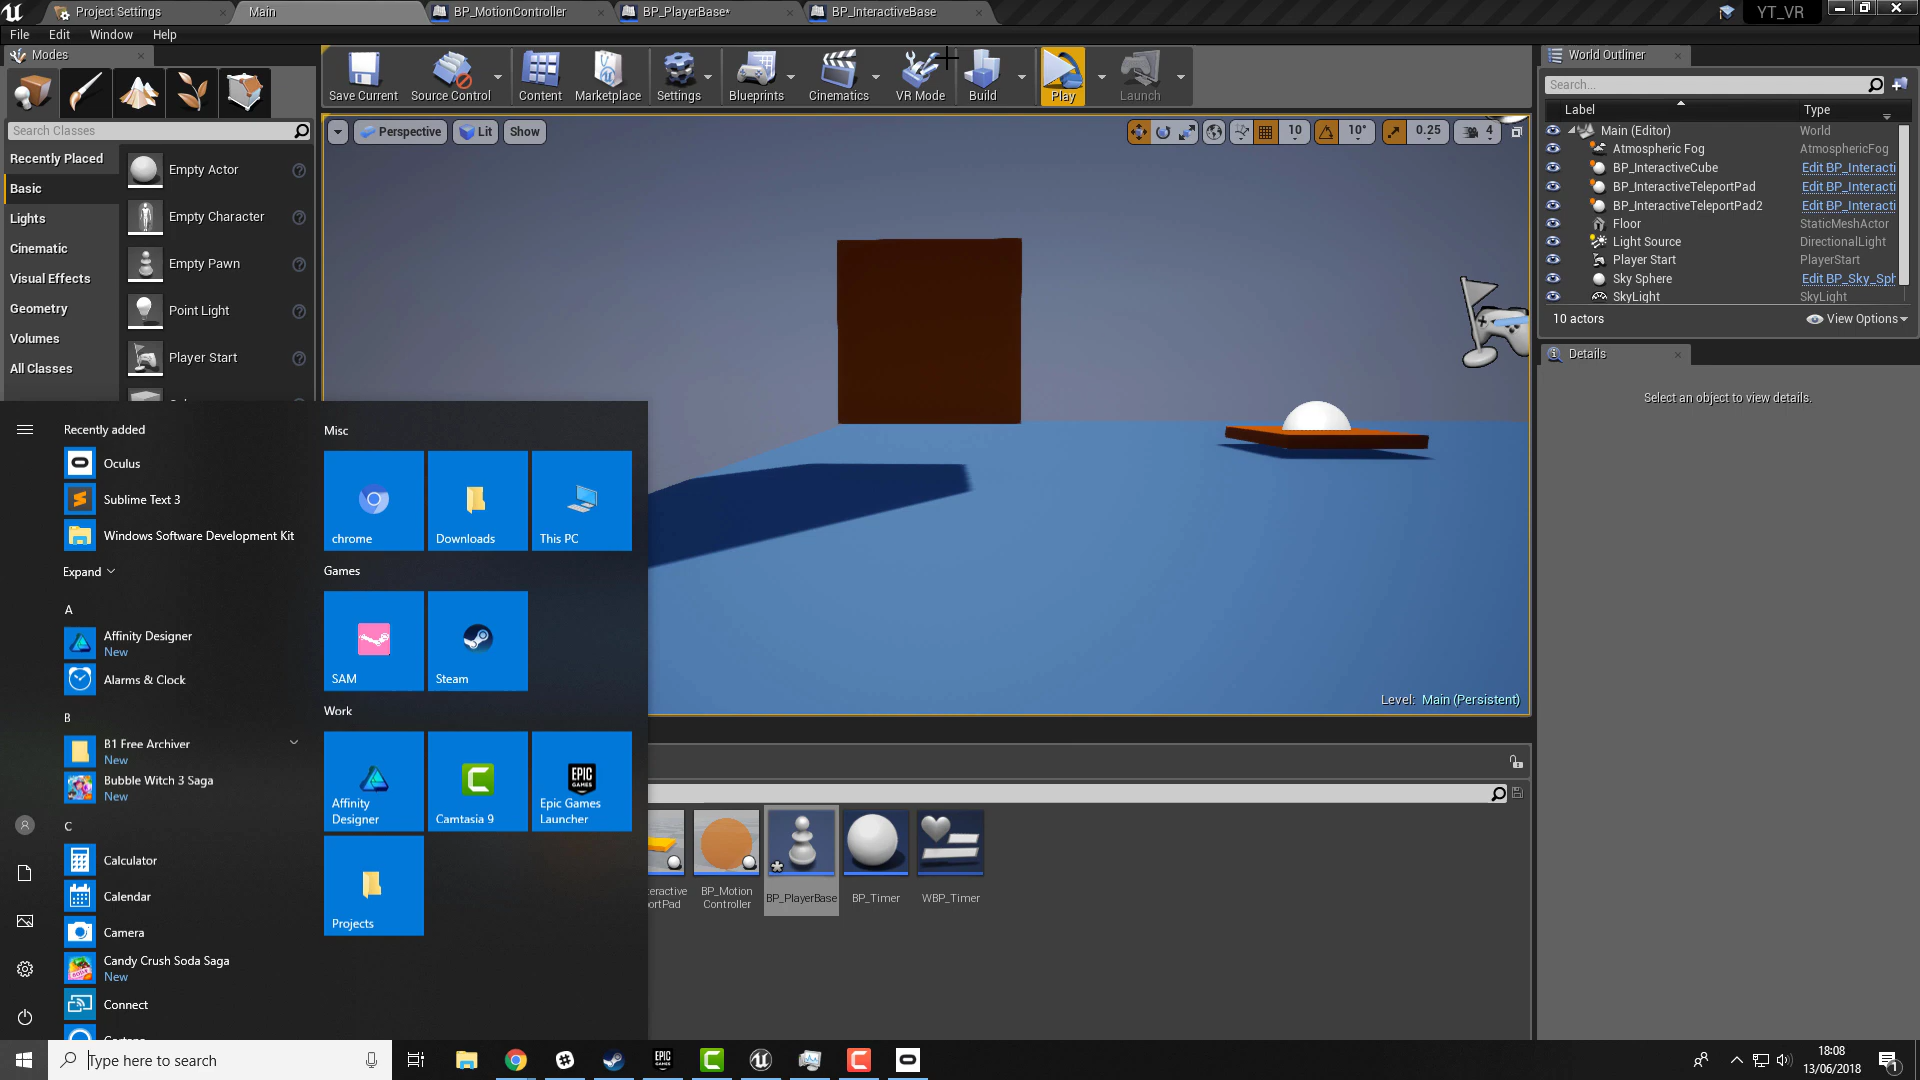 Project Settings
Main
BP_MotionController
BP_PlayerBase*
BP_InteractiveBase
YT_VR
File
Edit
Window
Help
Modes
Save Current
Source Control
Content
Marketplace
Settings
Blueprints
Cinematics
VR Mode
Build
Play
Launch
World Outliner
Search...
Label
Type
Search Classes
Perspective
Lit
Show
10
10°
0.25
4
Main (Editor)
World
Atmospheric Fog
AtmosphericFog
BP_InteractiveCube
Edit BP_Interacti
BP_InteractiveTeleportPad
Edit BP_Interacti
BP_InteractiveTeleportPad2
Edit BP_Interacti
Floor
StaticMeshActor
Light Source
DirectionalLight
Player Start
PlayerStart
Sky Sphere
Edit BP_Sky_Sph
SkyLight
SkyLight
10 actors
View Options
Details
Select an object to view details.
Recently Placed
Basic
Lights
Cinematic
Visual Effects
Geometry
Volumes
All Classes
Empty Actor
Empty Character
Empty Pawn
Point Light
Player Start
Level: Main (Persistent)
Recently added
Oculus
Sublime Text 3
Windows Software Development Kit
Expand
A
Affinity Designer
New
Alarms & Clock
B
B1 Free Archiver
New
Bubble Witch 3 Saga
New
C
Calculator
Calendar
Camera
Candy Crush Soda Saga
New
Connect
Misc
chrome
Downloads
This PC
Games
SAM
Steam
Work
Affinity
Designer
Camtasia 9
EPIC
GAMES
Epic Games
Launcher
Projects
eractive
ortPad
BP_Motion
Controller
BP_PlayerBase
BP_Timer
WBP_Timer
Type here to search
EPIC
18:08
13/06/2018
1